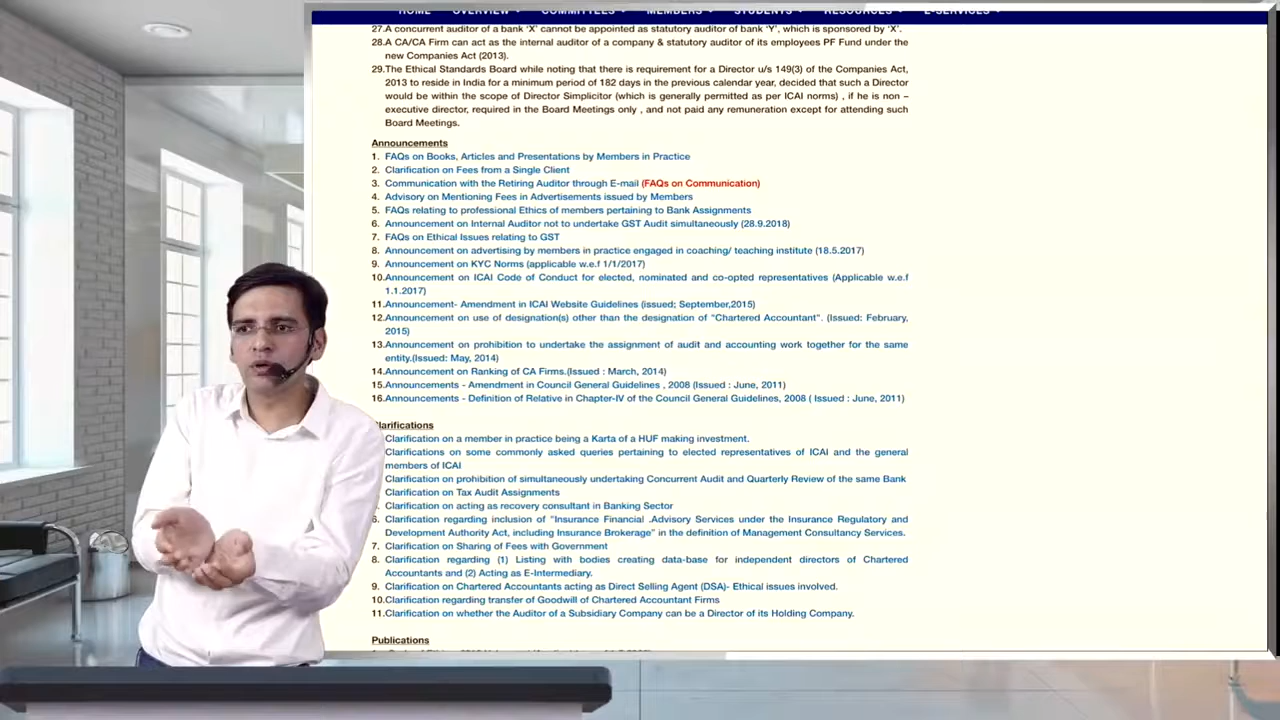 HOME OVERVIEW COMMITTEES MEMBERS STUDENTS RESOURCES E-SERVICES
27.A concurrent auditor of a bank ‘X’ cannot be appointed as statutory auditor of bank ‘Y’, which is sponsored by ‘X’.
28.A CA/CA Firm can act as the internal auditor of a company & statutory auditor of its employees PF Fund under the
new Companies Act (2013).
29.The Ethical Standards Board while noting that there is requirement for a Director u/s 149(3) of the Companies Act,
2013 to reside in India for a minimum period of 182 days in the previous calendar year, decided that such a Director
would be within the scope of Director Simplicitor (which is generally permitted as per ICAI norms) , if he is non –
executive director, required in the Board Meetings only , and not paid any remuneration except for attending such
Board Meetings.
Announcements
1. FAQs on Books, Articles and Presentations by Members in Practice
2. Clarification on Fees from a Single Client
3. Communication with the Retiring Auditor through E-mail (FAQs on Communication)
4. Advisory on Mentioning Fees in Advertisements issued by Members
5. FAQs relating to professional Ethics of members pertaining to Bank Assignments
6. Announcement on Internal Auditor not to undertake GST Audit simultaneously (28.9.2018)
7. FAQs on Ethical Issues relating to GST
8. Announcement on advertising by members in practice engaged in coaching/ teaching institute (18.5.2017)
9. Announcement on KYC Norms (applicable w.e.f 1/1/2017)
10.Announcement on ICAI Code of Conduct for elected, nominated and co-opted representatives (Applicable w.e.f
1.1.2017)
11.Announcement- Amendment in ICAI Website Guidelines (issued; September,2015)
12.Announcement on use of designation(s) other than the designation of “Chartered Accountant”. (Issued: February,
2015)
13.Announcement on prohibition to undertake the assignment of audit and accounting work together for the same
entity.(Issued: May, 2014)
14.Announcement on Ranking of CA Firms.(Issued : March, 2014)
15.Announcements - Amendment in Council General Guidelines , 2008 (Issued : June, 2011)
16.Announcements - Definition of Relative in Chapter-IV of the Council General Guidelines, 2008 ( Issued : June, 2011)
larifications
Clarification on a member in practice being a Karta of a HUF making investment.
Clarifications on some commonly asked queries pertaining to elected representatives of ICAI and the general
members of ICAI
Clarification on prohibition of simultaneously undertaking Concurrent Audit and Quarterly Review of the same Bank
Clarification on Tax Audit Assignments
Clarification on acting as recovery consultant in Banking Sector
6. Clarification regarding inclusion of "Insurance Financial .Advisory Services under the Insurance Regulatory and
Development Authority Act, including Insurance Brokerage" in the definition of Management Consultancy Services.
7. Clarification on Sharing of Fees with Government
8. Clarification regarding (1) Listing with bodies creating data-base for independent directors of Chartered
Accountants and (2) Acting as E-Intermediary.
9. Clarification on Chartered Accountants acting as Direct Selling Agent (DSA)- Ethical issues involved.
10.Clarification regarding transfer of Goodwill of Chartered Accountant Firms
11.Clarification on whether the Auditor of a Subsidiary Company can be a Director of its Holding Company.
Publications